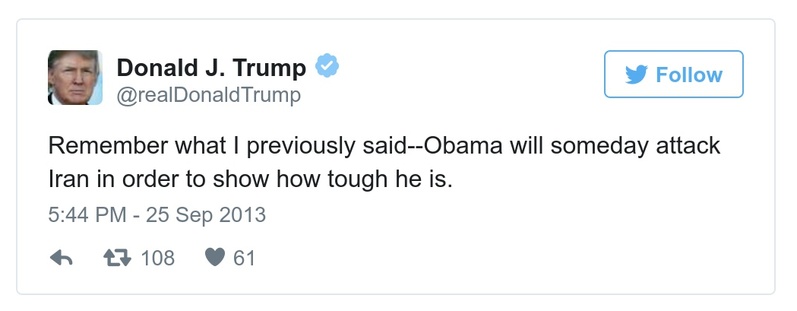 Donald J. Trump
@realDonaldTrump
Follow
Remember what I previously said--Obama will someday attack
Iran in order to show how tough he is.
5:44 PM - 25 Sep 2013
108 61